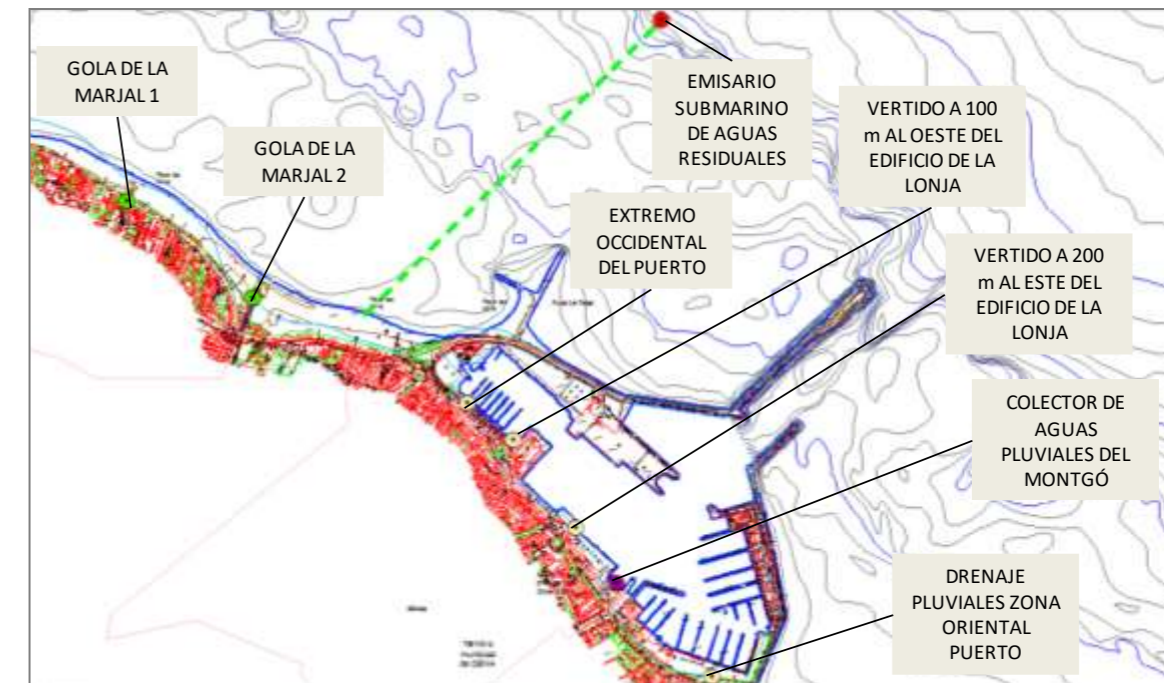 GOLA DE LA
MARJAL 1
GOLA DE LA
MARJAL 2
EMISARIO
SUBMARINO
DE AGUAS
RESIDUALES
VERTIDO A 100
m AL OESTE DEL
EDIFICIO DE LA
LONJA
EXTREMO
OCCIDENTAL
DEL PUERTO
VERTIDO A 200
m AL ESTE DEL
EDIFICIO DE LA
LONJA
COLECTOR DE
AGUAS
PLUVIALES DEL
MONTGÓ
DRENAJE
PLUVIALES ZONA
ORIENTAL
PUERTO